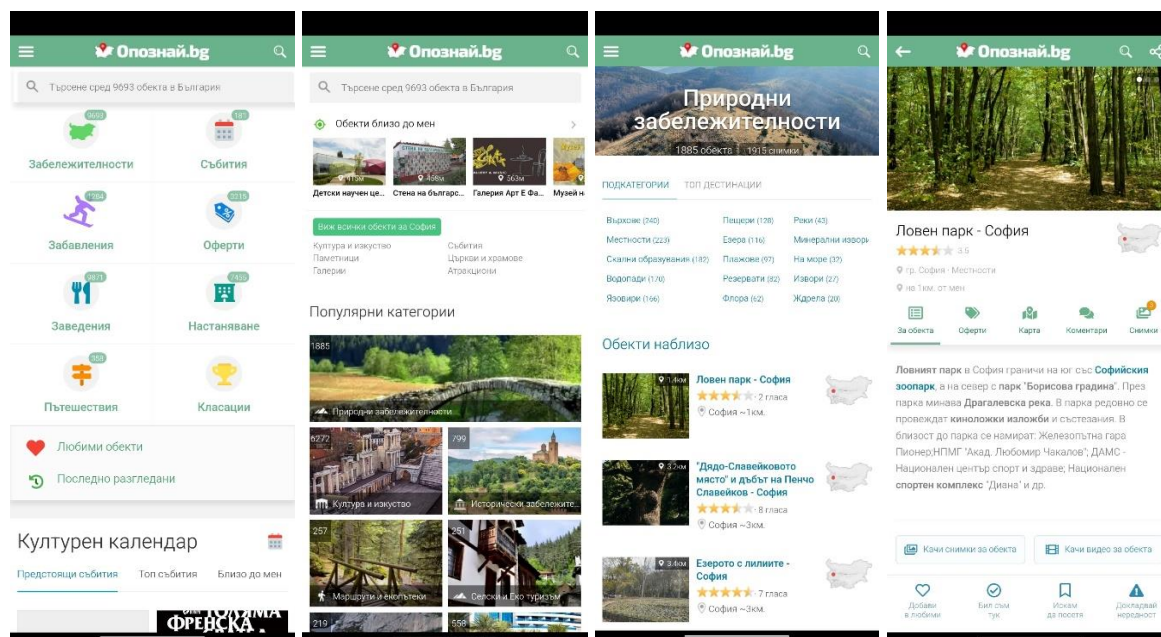 Опознай.bg
Търсене сред 9693 обекта в България
9693
181
Забележителности
Събития
1264
2215
Забавления
Оферти
9871
7455
Заведения
Настаняване
358
Пътешествия
Класации
Любими обекти
Последно разгледани
Културен календар
Предстоящи събития
Топ събития
Близо до мен
ФРЕНСКА
Опознай.bg
Търсене сред 9693 обекта в България
Обекти близо до мен
415м
458м
563м
Детски научен це...
Стена на българс...
Галерия Арт Е Фа...
Музей н
Виж всички обекти за София
Култура и изкуство
Събития
Паметници
Църкви и храмове
Галерии
Атракциони
Популярни категории
1885
Природни забележителности
6272
799
Култура и изкуство
Исторически забележите...
257
251
Маршрути и екопътеки
Селски и Еко туризъм
219
558
Опознай.bg
Природни
забележителности
1885 обекта | 1915 снимки
ПОДКАТЕГОРИИ
ТОП ДЕСТИНАЦИИ
Върхове (240)
Пещери (128)
Реки (43)
Местности (223)
Езера (116)
Минерални извори
Скални образувания (182)
Плажове (97)
На море (32)
Водопади (170)
Резервати (82)
Извори (27)
Язовири (166)
Флора (62)
Ждрела (20)
Обекти наблизо
1.4км
Ловен парк - София
2 гласа
София ~1км.
3.2км
"Дядо-Славейковото
място" и дъбът на Пенчо
Славейков - София
8 гласа
София ~3км.
3.4км
Езерото с лилиите -
София
7 гласа
София ~3км.
Опознай.bg
Ловен парк - София
3.5
гр. София · Местности
на 1км. от мен
3
За обекта
Оферти
Карта
Коментари
Снимки
Ловният парк в София граничи на юг със Софийския
зоопарк, а на север с парк "Борисова градина". През
парка минава Драгалевска река. В парка редовно се
провеждат киноложки изложби и състезания. В
близост до парка се намират: Железопътна гара
Пионер;НПМГ "Акад. Любомир Чакалов"; ДАМС -
Национален център спорт и здраве; Национален
спортен комплекс "Диана" и др.
Качи снимки за обекта
Качи видео за обекта
Добави
в любими
Бил съм
тук
Искам
да посетя
Докладвай
нередност